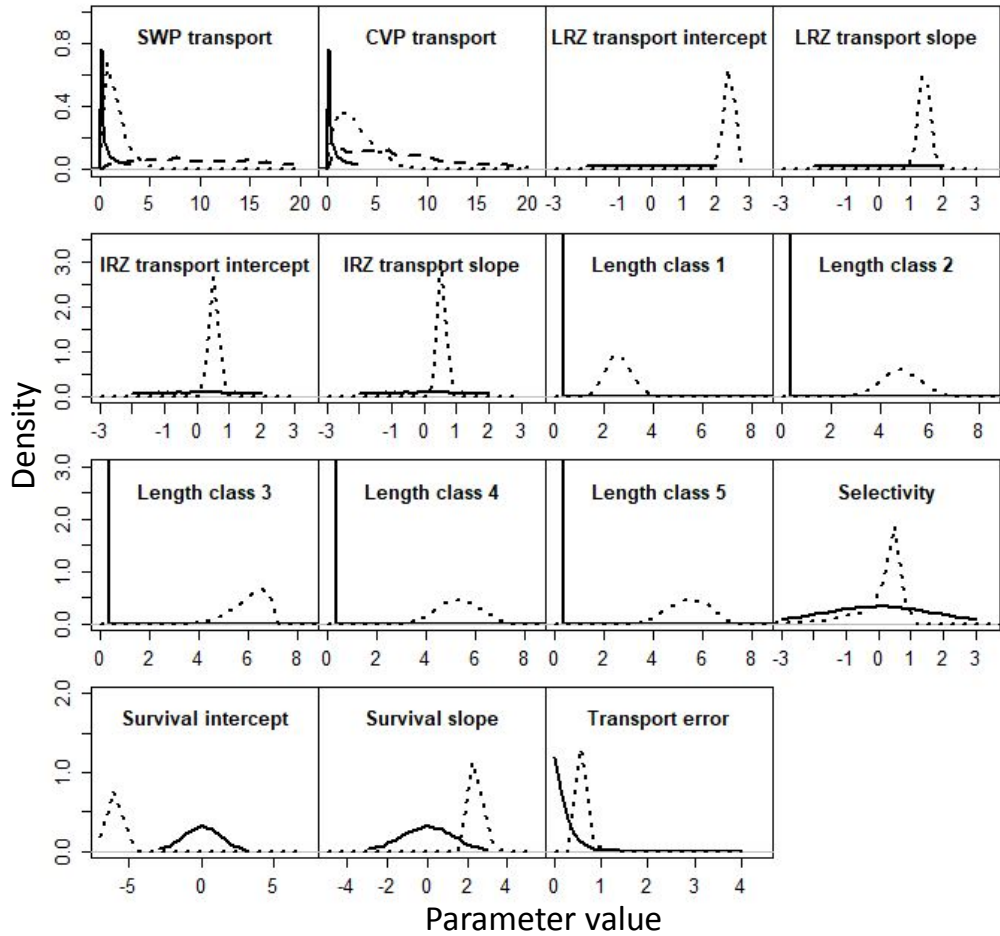 SWP transport CVP transport LRZ transport intercept LRZ transport slope
0.0 0.4 0.8
0 5 10 15 20 0 5 10 15 20 -3 -1 0 1 2 3 -3 -1 0 1 2 3
IRZ transport intercept IRZ transport slope Length class 1 Length class 2
0.0 1.0 2.0 3.0
-3 -1 0 1 2 3 -3 -1 0 1 2 3 0 2 4 6 8 0 2 4 6 8
Density
Length class 3 Length class 4 Length class 5 Selectivity
0.0 1.0 2.0 3.0
0 2 4 6 8 0 2 4 6 8 0 2 4 6 8 -3 -1 0 1 2 3
Survival intercept Survival slope Transport error
0.0 1.0 2.0
-5 0 5 -4 -2 0 2 4 0 1 2 3 4
Parameter value